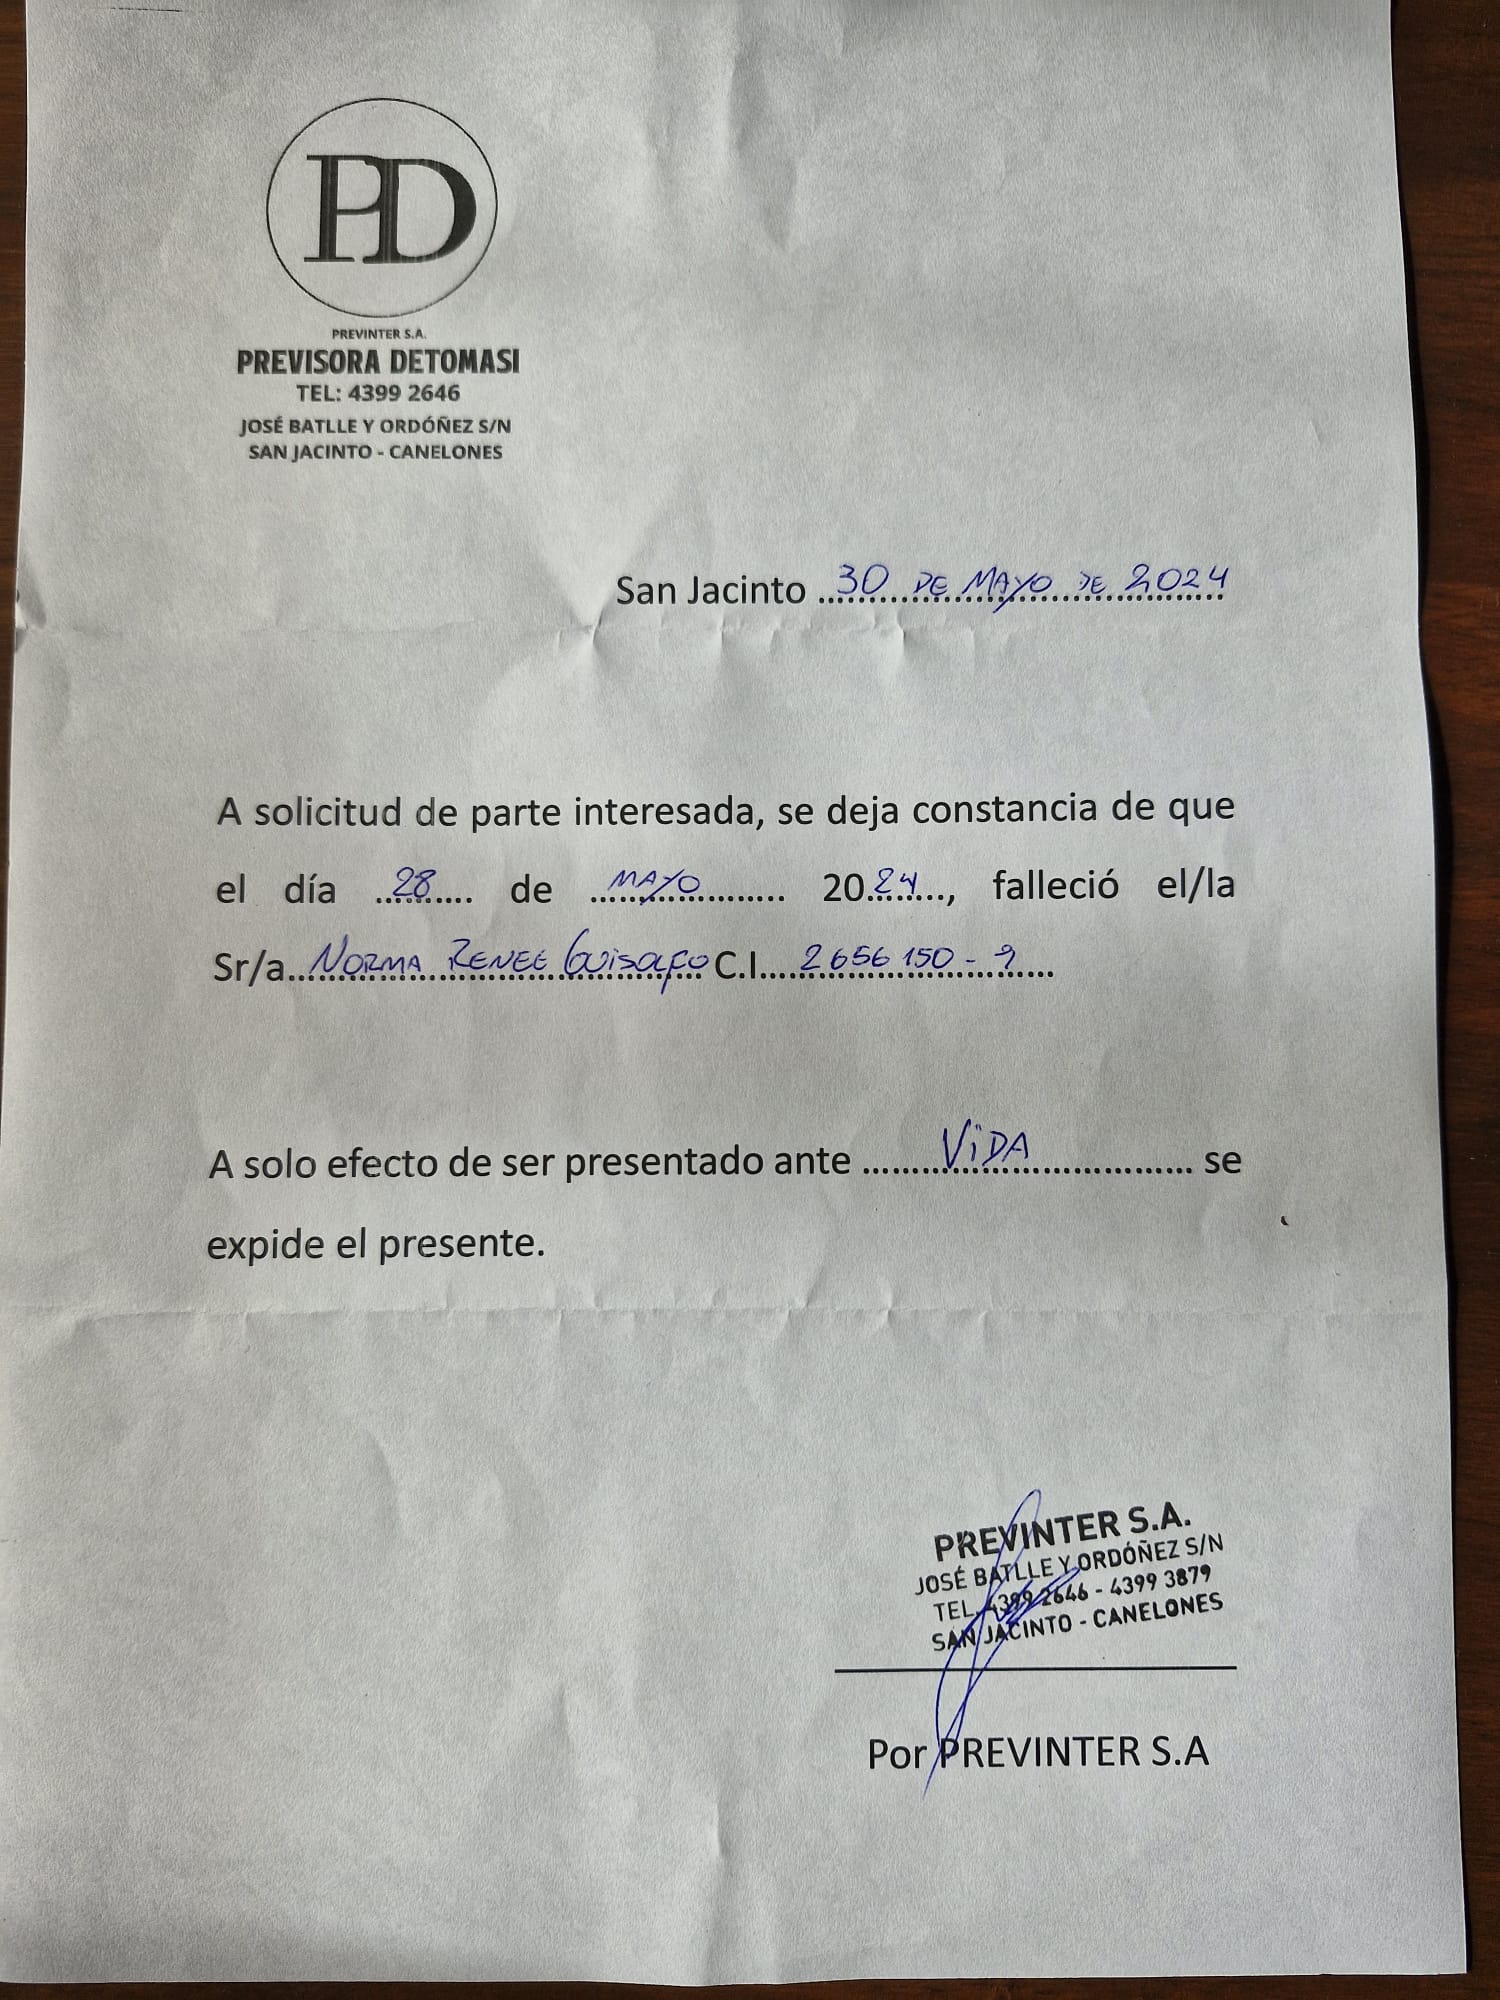 PD
PREVINTER S.A.
PREVISORA DETOMASI
TEL: 4399 2646
JOSÉ BATLLE Y ORDÓÑEZ S/N
SAN JACINTO - CANELONES
San Jacinto 30 DE MAYO DE 2024
A solicitud de parte interesada, se deja constancia de que
el día 28 de MAYO 2024, falleció el/la
Sr/a NORMA RENEE Guisolfo C.I. 2656150-9
A solo efecto de ser presentado ante VIDA se
expide el presente.
PREVINTER S.A.
JOSÉ BATLLE Y ORDÓÑEZ S/N
TEL. 4399 2646 - 4399 3879
SAN JACINTO - CANELONES
Por PREVINTER S.A